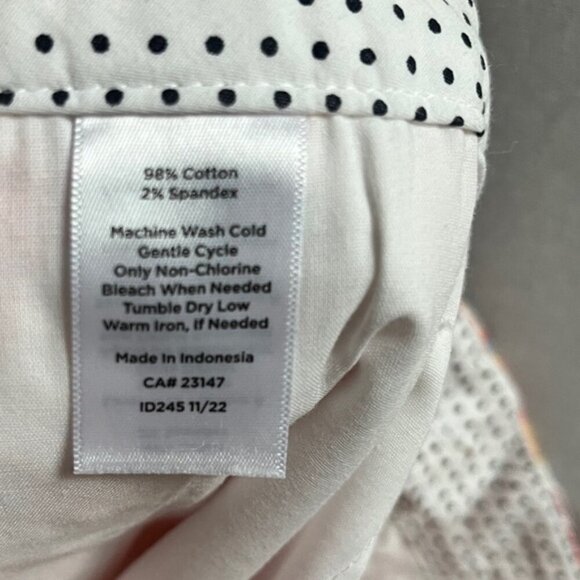 98% Cotton
2% Spandex
Machine Wash Cold
Gentle Cycle
Only Non-Chlorine
Bleach When Needed
Tumble Dry Low
Warm Iron, If Needed
Made In Indonesia
CA# 23147
ID245 11/22